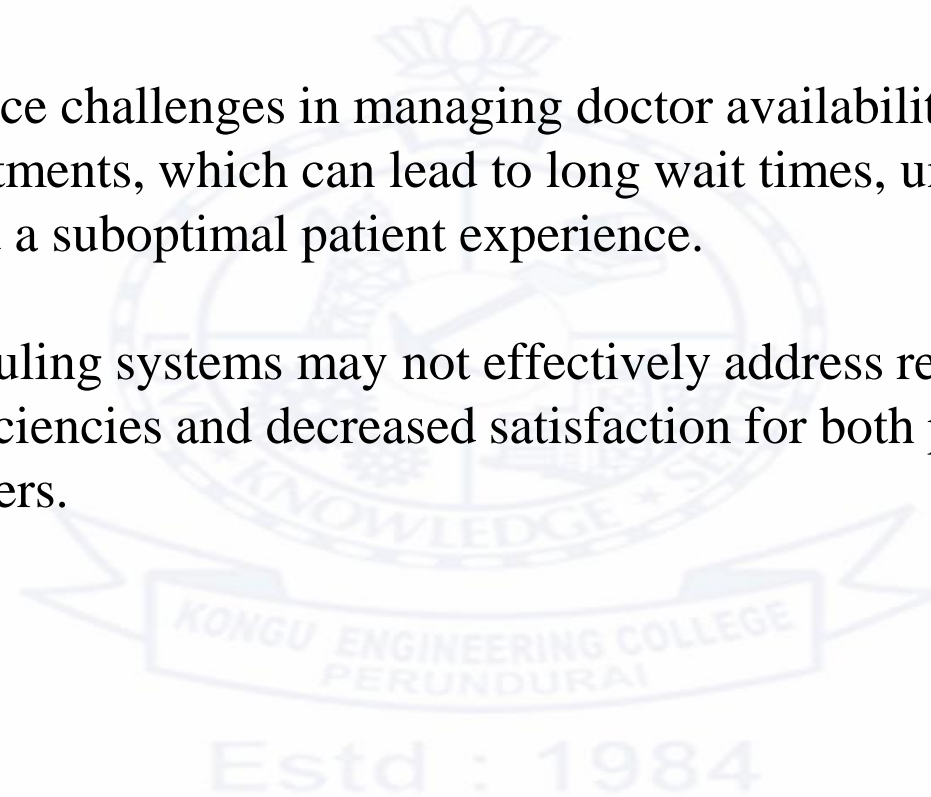 ce challenges in managing doctor availabilit
tments, which can lead to long wait times, u
a suboptimal patient experience.
uling systems may not effectively address re
ciencies and decreased satisfaction for both
ers.
KNOWLEDGE ★
KONGU ENGINEERING COLLEGE
PERUNDURAI
Estd : 1984